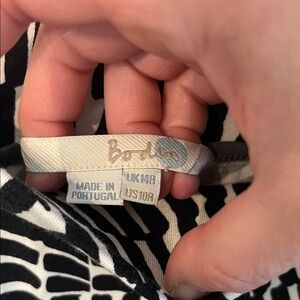 Boden
MADE IN
PORTUGAL
UK14R
US10R